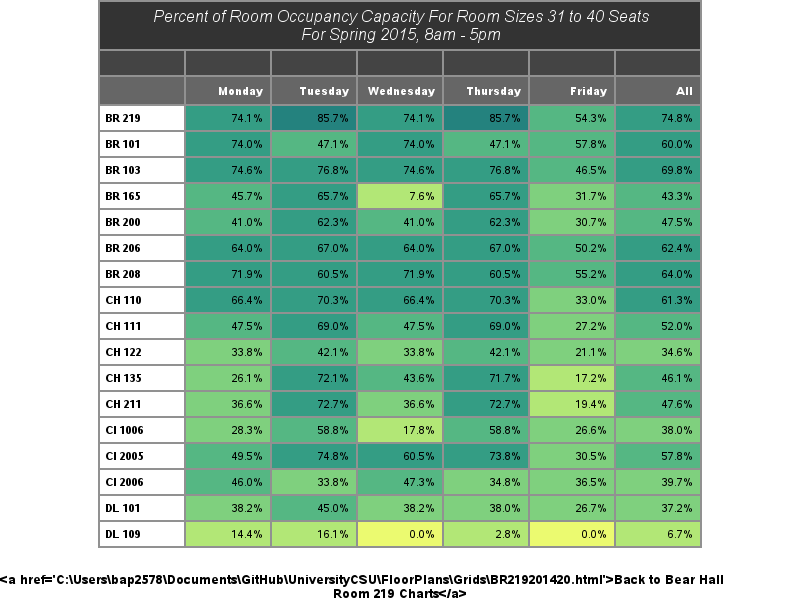 Percent of Room Occupancy Capacity For Room Sizes 31 to 40 Seats
For Spring 2015, 8am - 5pm
Monday Tuesday Wednesday Thursday Friday All
BR 219 74.1% 85.7% 74.1% 85.7% 54.3% 74.8%
BR 101 74.0% 47.1% 74.0% 47.1% 57.8% 60.0%
BR 103 74.6% 76.8% 74.6% 76.8% 46.5% 69.8%
BR 165 45.7% 65.7% 7.6% 65.7% 31.7% 43.3%
BR 200 41.0% 62.3% 41.0% 62.3% 30.7% 47.5%
BR 206 64.0% 67.0% 64.0% 67.0% 50.2% 62.4%
BR 208 71.9% 60.5% 71.9% 60.5% 55.2% 64.0%
CH 110 66.4% 70.3% 66.4% 70.3% 33.0% 61.3%
CH 111 47.5% 69.0% 47.5% 69.0% 27.2% 52.0%
CH 122 33.8% 42.1% 33.8% 42.1% 21.1% 34.6%
CH 135 26.1% 72.1% 43.6% 71.7% 17.2% 46.1%
CH 211 36.6% 72.7% 36.6% 72.7% 19.4% 47.6%
CI 1006 28.3% 58.8% 17.8% 58.8% 26.6% 38.0%
CI 2005 49.5% 74.8% 60.5% 73.8% 30.5% 57.8%
CI 2006 46.0% 33.8% 47.3% 34.8% 36.5% 39.7%
DL 101 38.2% 45.0% 38.2% 38.0% 26.7% 37.2%
DL 109 14.4% 16.1% 0.0% 2.8% 0.0% 6.7%
<a href='C:\Users\bap2578\Documents\GitHub\UniversityCSU\FloorPlans\Grids\BR219201420.html'>Back to Bear Hall
Room 219 Charts</a>